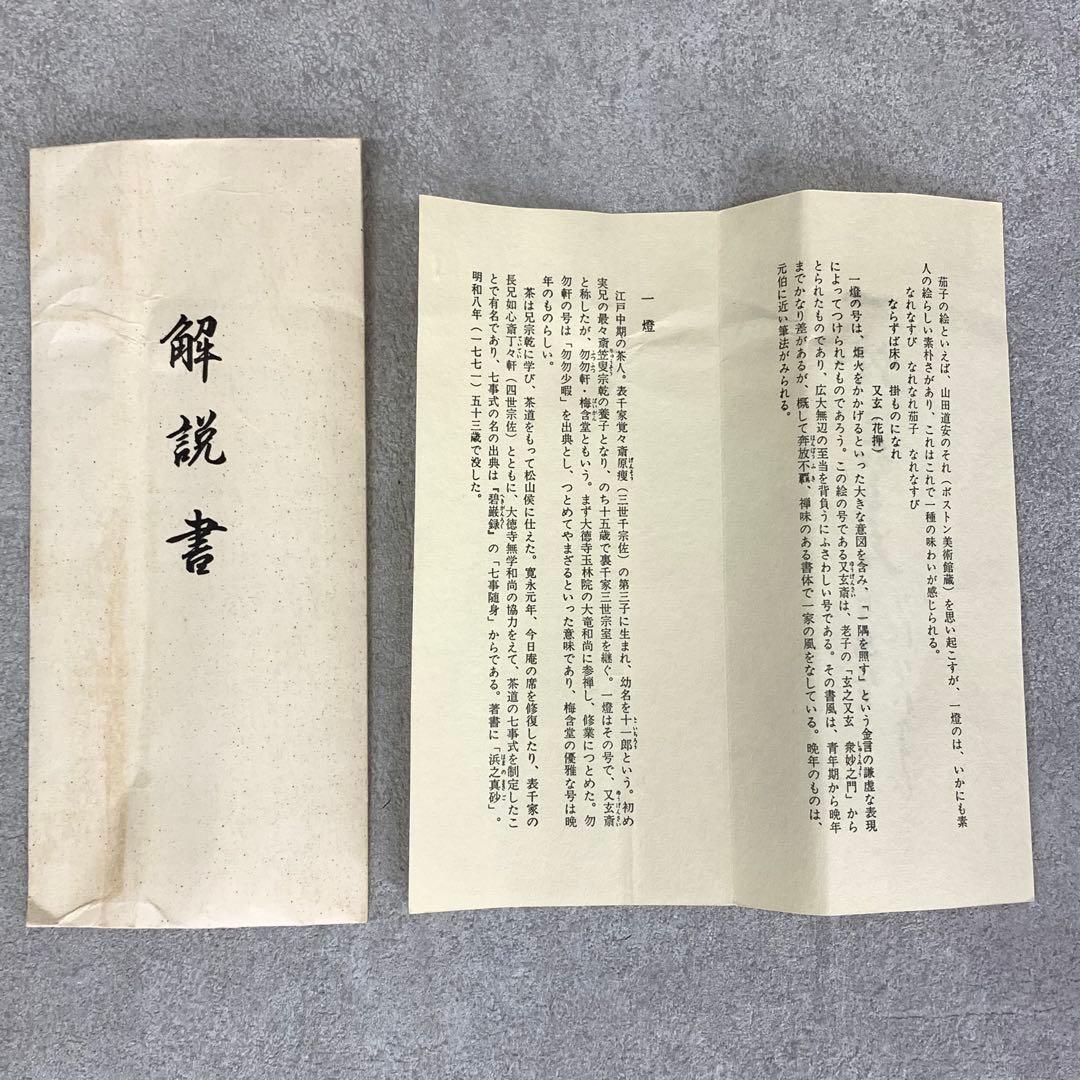 解説書
茄子の絵といえば、山田道安のそれ（ボストン美術館蔵）を思い起こすが、一燈のは、いかにも素
人の絵らしい素朴さがあり、これはこれで一種の味わいが感じられる。
なれなすび　なれなれ茄子　なれなすび
ならずば床の　掛ものになれ
又玄（花押）
一燈の号は、炬火をかかげるといった大きな意図を含み、「一隅を照す」という金言の謙虚な表現
によってつけられたものであろう。この絵の号である又玄斎は、老子の「玄之又玄　衆妙之門」から
とられたものであり、広大無辺の至当を背負うにふさわしい号である。その書風は、青年期から晩年
までかなり差があるが、概して奔放不羈、禅味のある書体で一家の風をなしている。晩年のものは、
元伯に近い筆法がみられる。
一燈
江戸中期の茶人。表千家覚々斎原叟（三世千宗佐）の第三子に生まれ、幼名を十一郎という。初め
実兄の最々斎竺叟宗乾の養子となり、のち十五歳で裏千家三世宗室を継ぐ。一燈はその号で、又玄斎
と称したが、勿勿軒・梅含堂ともいう。まず大徳寺玉林院の大竜和尚に参禅し、修業につとめた。勿
勿軒の号は「勿勿少暇」を出典とし、つとめてやまざるといった意味であり、梅含堂の優雅な号は晩
年のものらしい。
茶は兄宗乾に学び、茶道をもって松山侯に仕えた。寛永元年、今日庵の席を修復したり、表千家の
長兄如心斎丁々軒（四世宗佐）とともに、大徳寺無学和尚の協力をえて、茶道の七事式を制定したこ
とで有名であり、七事式の名の出典は『碧巌録』の「七事随身」からである。著書に「浜之真砂」。
明和八年（一七七一）五十三歳で没した。